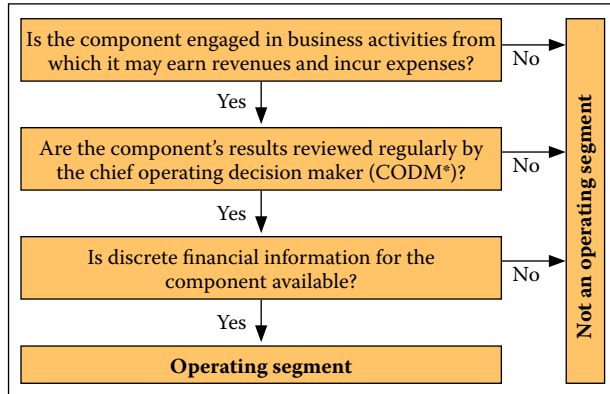 Is the component engaged in business activities from
which it may earn revenues and incur expenses?
No
Yes
Are the component's results reviewed regularly by
the chief operating decision maker (CODM*)?
No
Yes
Is discrete financial information for the
component available?
No
Yes
Operating segment
Not an operating segment